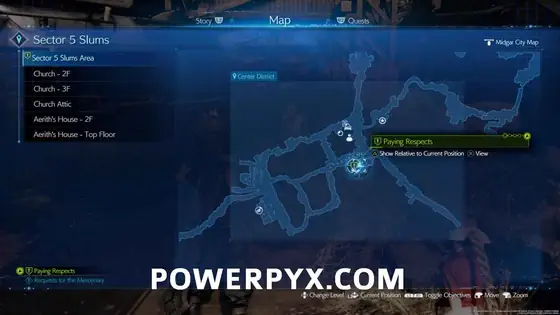 Story Map Quests
Sector 5 Slums
Midgar City Map
Sector 5 Slums Area
Church - 2F
Church - 3F
Church Attic
Aerith's House - 2F
Aerith's House - Top Floor
Center District
Paying Respects
Show Relative to Current Position View
Paying Respects
Requests for the Mercenary
POWERPYX.COM
Change Level Current Position Toggle Objectives Move Zoom